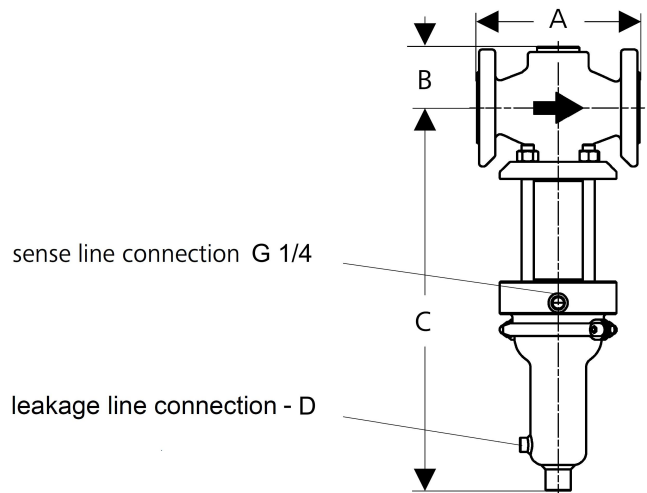 A
B
sense line connection G 1/4
C
leakage line connection - D